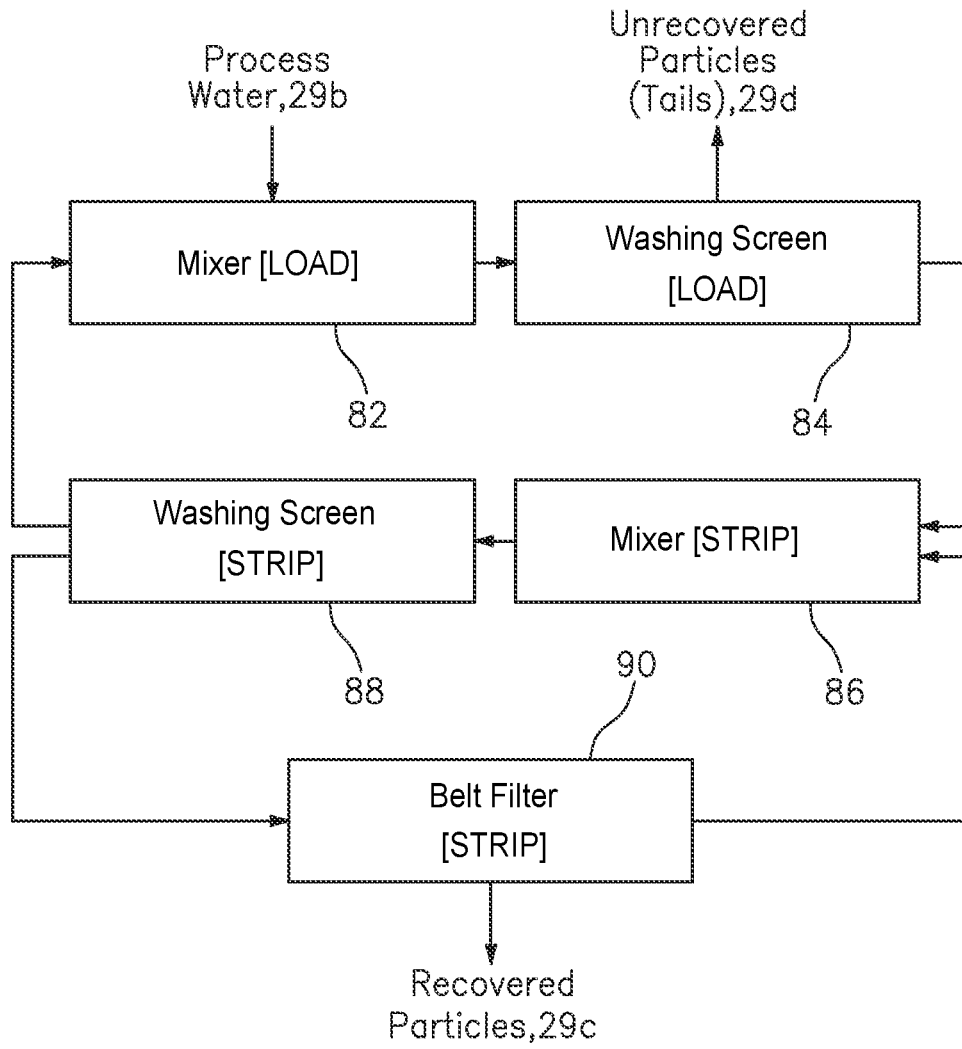 Process
Water,29b
Unrecovered
Particles
(Tails),29d
Mixer [LOAD]
Washing Screen
[LOAD]
82
84
Washing Screen
[STRIP]
Mixer [STRIP]
88
90
86
Belt Filter
[STRIP]
Recovered
Particles,29c